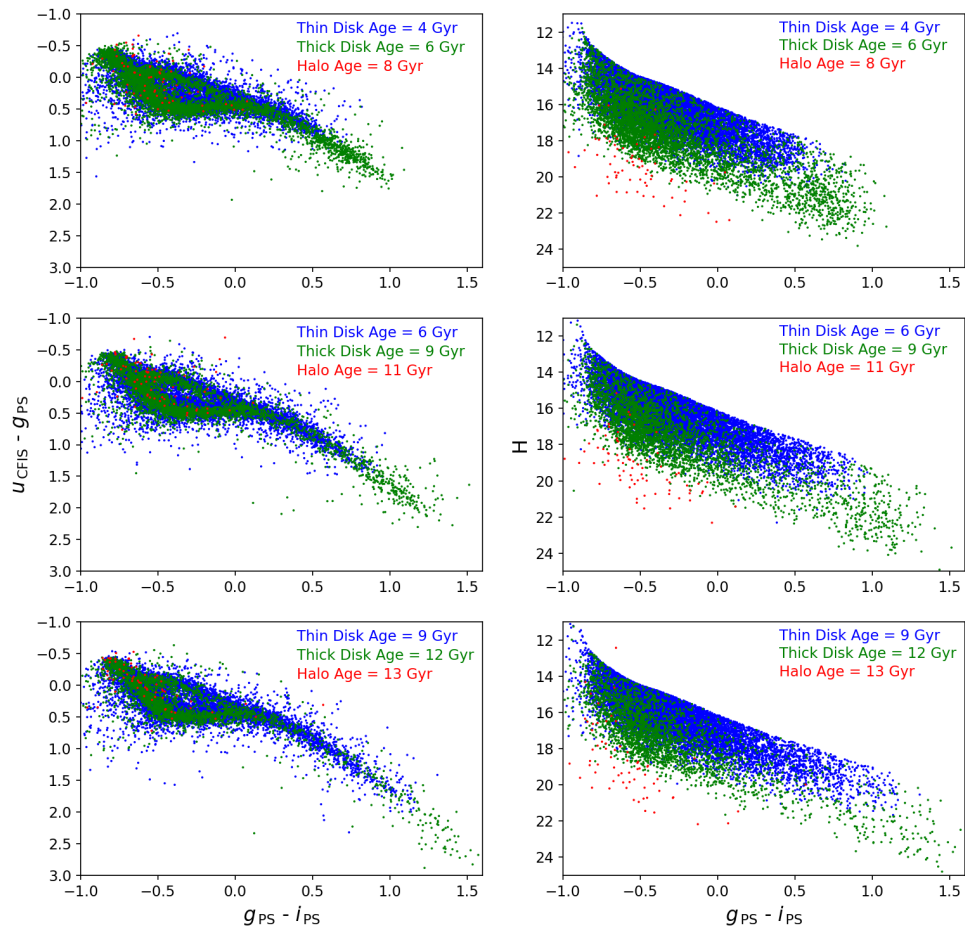 −1.0
−0.5
0.0
0.5
1.0
1.5
2.0
2.5
3.0
Thin Disk Age = 4 Gyr
Thick Disk Age = 6 Gyr
Halo Age = 8 Gyr
−1.0 −0.5 0.0 0.5 1.0 1.5
12
14
16
18
20
22
24
Thin Disk Age = 4 Gyr
Thick Disk Age = 6 Gyr
Halo Age = 8 Gyr
−1.0 −0.5 0.0 0.5 1.0 1.5
u CFIS - g PS
−1.0
−0.5
0.0
0.5
1.0
1.5
2.0
2.5
3.0
Thin Disk Age = 6 Gyr
Thick Disk Age = 9 Gyr
Halo Age = 11 Gyr
−1.0 −0.5 0.0 0.5 1.0 1.5
H
12
14
16
18
20
22
24
Thin Disk Age = 6 Gyr
Thick Disk Age = 9 Gyr
Halo Age = 11 Gyr
−1.0 −0.5 0.0 0.5 1.0 1.5
−1.0
−0.5
0.0
0.5
1.0
1.5
2.0
2.5
3.0
Thin Disk Age = 9 Gyr
Thick Disk Age = 12 Gyr
Halo Age = 13 Gyr
−1.0 −0.5 0.0 0.5 1.0 1.5
g PS - i PS
12
14
16
18
20
22
24
Thin Disk Age = 9 Gyr
Thick Disk Age = 12 Gyr
Halo Age = 13 Gyr
−1.0 −0.5 0.0 0.5 1.0 1.5
g PS - i PS